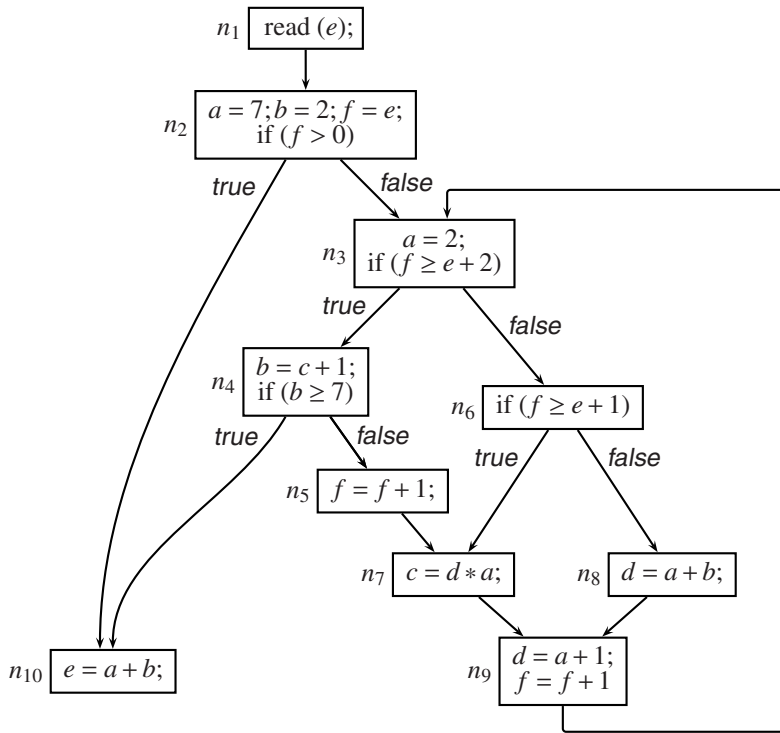 n1 read (e);
a = 7; b = 2; f = e;
n2
if (f > 0)
true false
a = 2;
n3
if (f ≥ e + 2)
true
false
b = c + 1;
n4
if (b ≥ 7)
n6 if (f ≥ e + 1)
true false
true false
n5 f = f + 1;
n7 c = d ∗ a; n8 d = a + b;
n10 e = a + b;
d = a + 1;
n9
f = f + 1